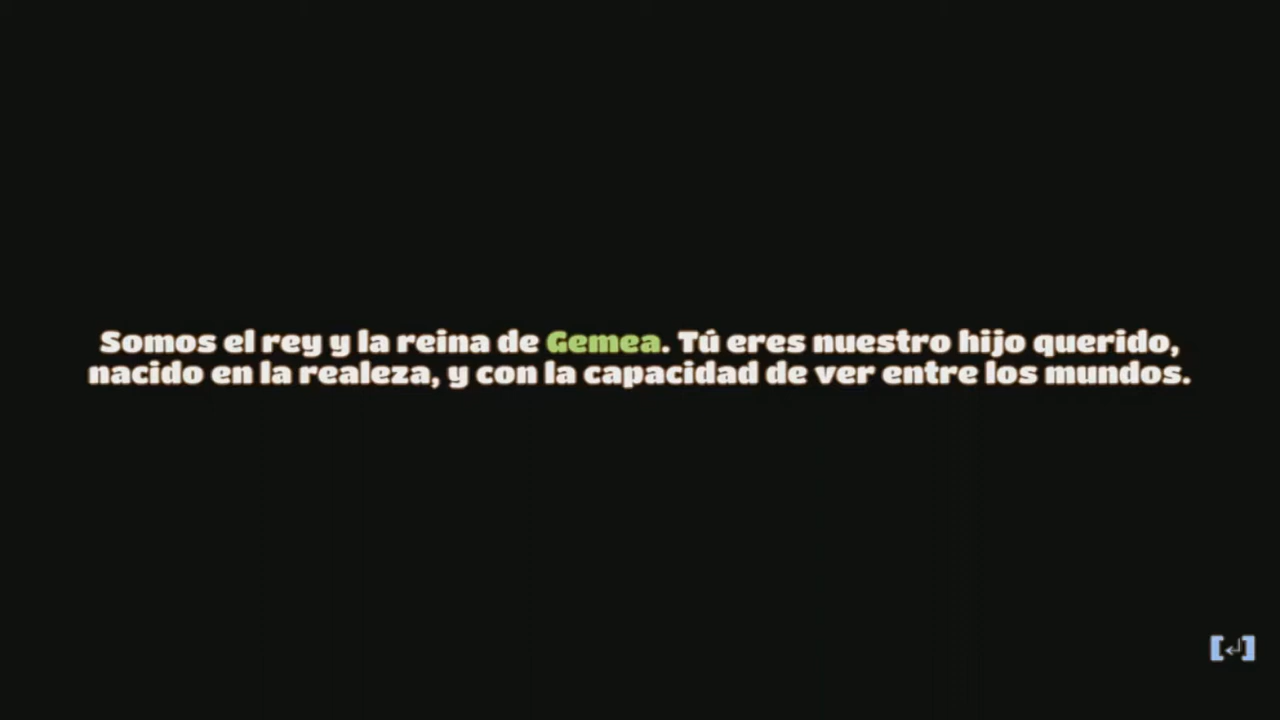 Somos el rey y la reina de Gemea. Tú eres nuestro hijo querido,
nacido en la realeza, y con la capacidad de ver entre los mundos.
[↵]